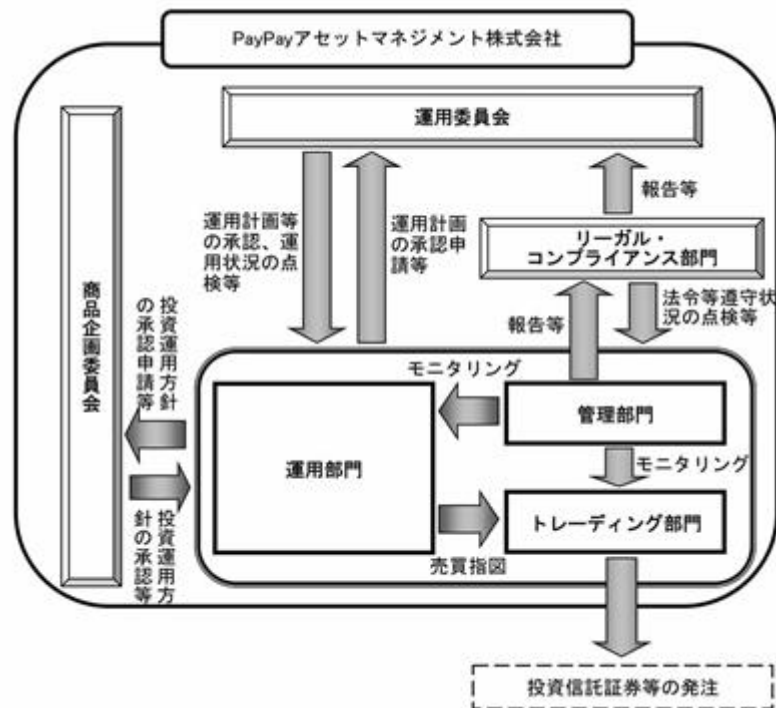 PayPayアセットマネジメント株式会社
運用委員会
運用計画等
の承認、運
用状況の点
検等
運用計画
の承認申
請等
報告等
リーガル・
コンプライアンス部門
法令等遵守状
況の点検等
報告等
商品企画委員会
投資運用方針
の承認申請等
投資運用方
針の承認等
モニタリング
管理部門
運用部門
モニタリング
トレーディング部門
売買指図
投資信託証券等の発注